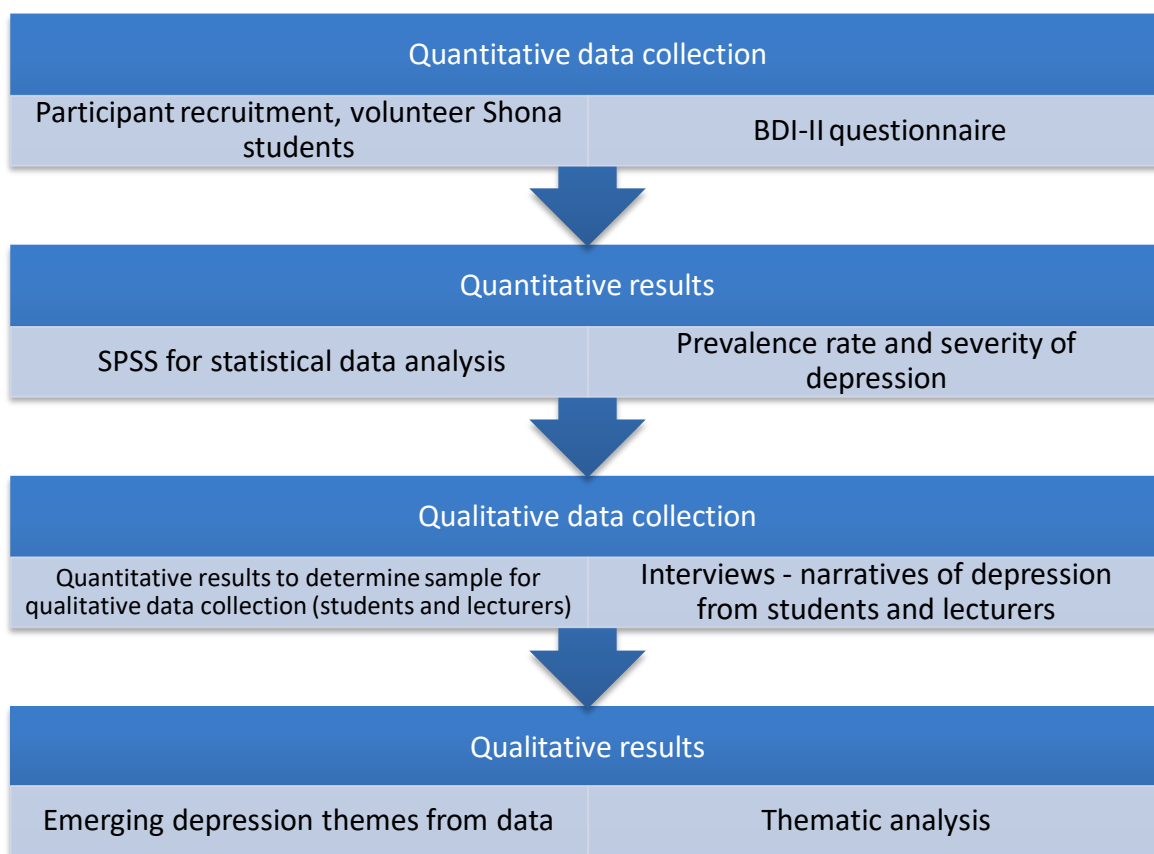 Quantitative data collection
Participant recruitment, volunteer Shona
students
BDI-II questionnaire
Quantitative results
SPSS for statistical data analysis
Prevalence rate and severity of
depression
Qualitative data collection
Quantitative results to determine sample for
qualitative data collection (students and lecturers)
Interviews - narratives of depression
from students and lecturers
Qualitative results
Emerging depression themes from data
Thematic analysis